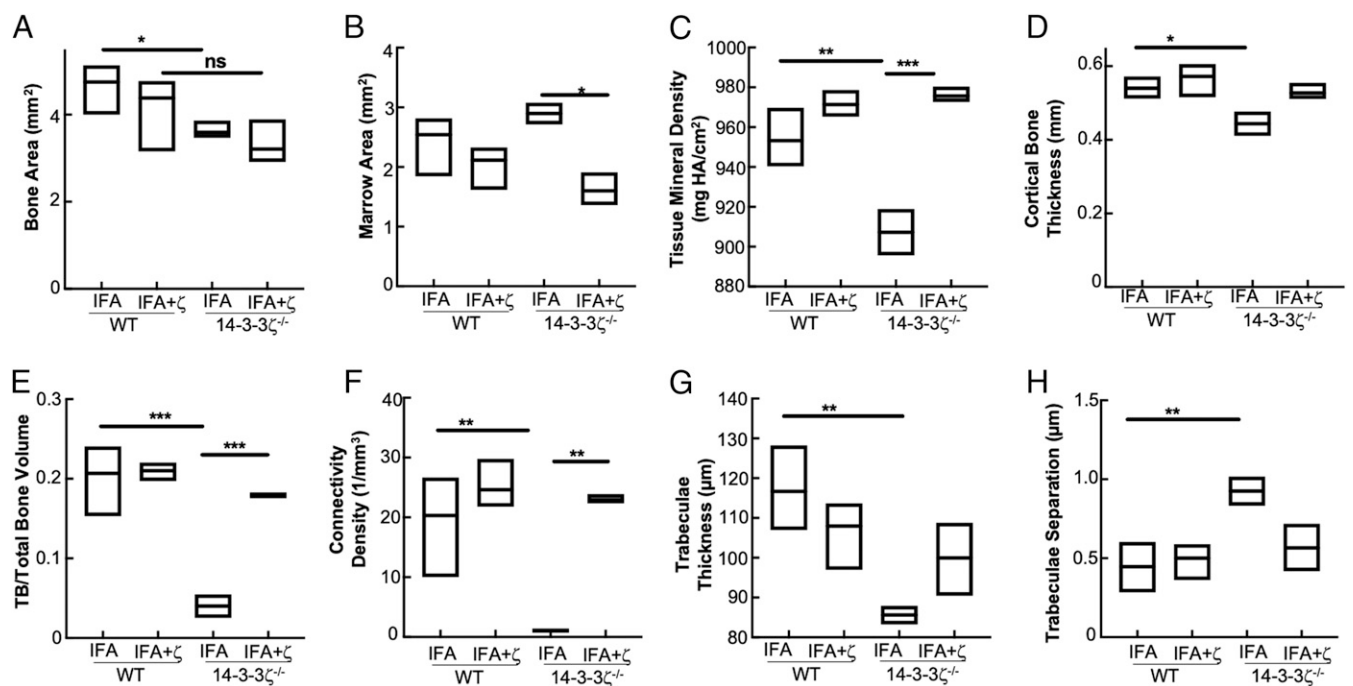 A
Bone Area (mm²)
0
2
4
*
ns
IFA IFA+ζ IFA IFA+ζ
WT 14-3-3ζ⁻/⁻
B
Marrow Area (mm²)
0
1
2
3
4
*
IFA IFA+ζ IFA IFA+ζ
WT 14-3-3ζ⁻/⁻
C
Tissue Mineral Density
(mg HA/cm²)
880
900
920
940
960
980
1000
**
***
IFA IFA+ζ IFA IFA+ζ
WT 14-3-3ζ⁻/⁻
D
Cortical Bone
Thickness (mm)
0
0.2
0.4
0.6
*
IFA IFA+ζ IFA IFA+ζ
WT 14-3-3ζ⁻/⁻
E
TB/Total Bone Volume
0
0.1
0.2
0.3
***
***
IFA IFA+ζ IFA IFA+ζ
WT 14-3-3ζ⁻/⁻
F
Connectivity
Density (1/mm³)
0
10
20
30
40
**
**
IFA IFA+ζ IFA IFA+ζ
WT 14-3-3ζ⁻/⁻
G
Trabeculae
Thickness (µm)
80
90
100
110
120
130
140
**
IFA IFA+ζ IFA IFA+ζ
WT 14-3-3ζ⁻/⁻
H
Trabeculae Separation (µm)
0
0.5
1.0
1.5
**
IFA IFA+ζ IFA IFA+ζ
WT 14-3-3ζ⁻/⁻